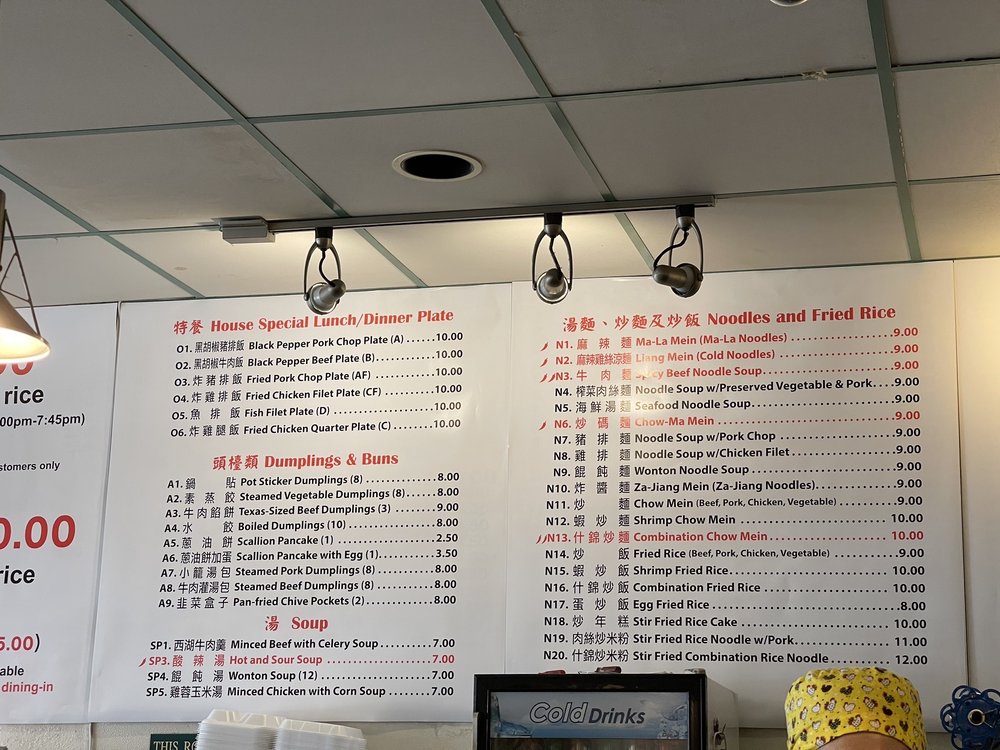 rice
00pm-7:45pm)
stomers only
0.00
rice
5.00)
able
dining-in
特餐 House Special Lunch/Dinner Plate
O1. 黑胡椒豬排飯 Black Pepper Pork Chop Plate (A) ......10.00
O2. 黑胡椒牛肉飯 Black Pepper Beef Plate (B)............10.00
O3. 炸豬排飯 Fried Pork Chop Plate (AF) ............10.00
O4. 炸雞排飯 Fried Chicken Filet Plate (CF) ..........10.00
O5. 魚排飯 Fish Filet Plate (D) ....................10.00
O6. 炸雞腿飯 Fried Chicken Quarter Plate (C) .........10.00
頭檯類 Dumplings & Buns
A1. 鍋貼 Pot Sticker Dumplings (8) .............8.00
A2. 素蒸餃 Steamed Vegetable Dumplings (8).......8.00
A3. 牛肉餡餅 Texas-Sized Beef Dumplings (3) ........9.00
A4. 水餃 Boiled Dumplings (10) ................8.00
A5. 蔥油餅 Scallion Pancake (1) ..................2.50
A6. 蔥油餅加蛋 Scallion Pancake with Egg (1)...........3.50
A7. 小籠湯包 Steamed Pork Dumplings (8) ...........8.00
A8. 牛肉灌湯包 Steamed Beef Dumplings (8) ...........8.00
A9. 韭菜盒子 Pan-fried Chive Pockets (2).............8.00
湯 Soup
SP1. 西湖牛肉羹 Minced Beef with Celery Soup..........7.00
SP3. 酸辣湯 Hot and Sour Soup ....................7.00
SP4. 餛飩湯 Wonton Soup (12) ....................7.00
SP5. 雞蓉玉米湯 Minced Chicken with Corn Soup ........7.00
湯麵、炒麵及炒飯 Noodles and Fried Rice
N1. 麻辣麵 Ma-La Mein (Ma-La Noodles) ................9.00
N2. 麻辣雞絲涼麵 Liang Mein (Cold Noodles) ..................9.00
N3. 牛肉麵 Spicy Beef Noodle Soup....................9.00
N4. 榨菜肉絲麵 Noodle Soup w/Preserved Vegetable & Pork....9.00
N5. 海鮮湯麵 Seafood Noodle Soup......................9.00
N6. 炒碼麵 Chow-Ma Mein ............................9.00
N7. 豬排麵 Noodle Soup w/Pork Chop ..................9.00
N8. 雞排麵 Noodle Soup w/Chicken Filet ................9.00
N9. 餛飩麵 Wonton Noodle Soup .......................9.00
N10. 炸醬麵 Za-Jiang Mein (Za-Jiang Noodles)............9.00
N11. 炒麵 Chow Mein (Beef, Pork, Chicken, Vegetable) .........9.00
N12. 蝦炒麵 Shrimp Chow Mein ........................10.00
N13. 什錦炒麵 Combination Chow Mein ..................10.00
N14. 炒飯 Fried Rice (Beef, Pork, Chicken, Vegetable) ..........9.00
N15. 蝦炒飯 Shrimp Fried Rice..........................10.00
N16. 什錦炒飯 Combination Fried Rice ....................10.00
N17. 蛋炒飯 Egg Fried Rice ..............................8.00
N18. 炒年糕 Stir Fried Rice Cake ........................10.00
N19. 肉絲炒米粉 Stir Fried Rice Noodle w/Pork...............11.00
N20. 什錦炒米粉 Stir Fried Combination Rice Noodle .........12.00
Cold Drinks
THIS